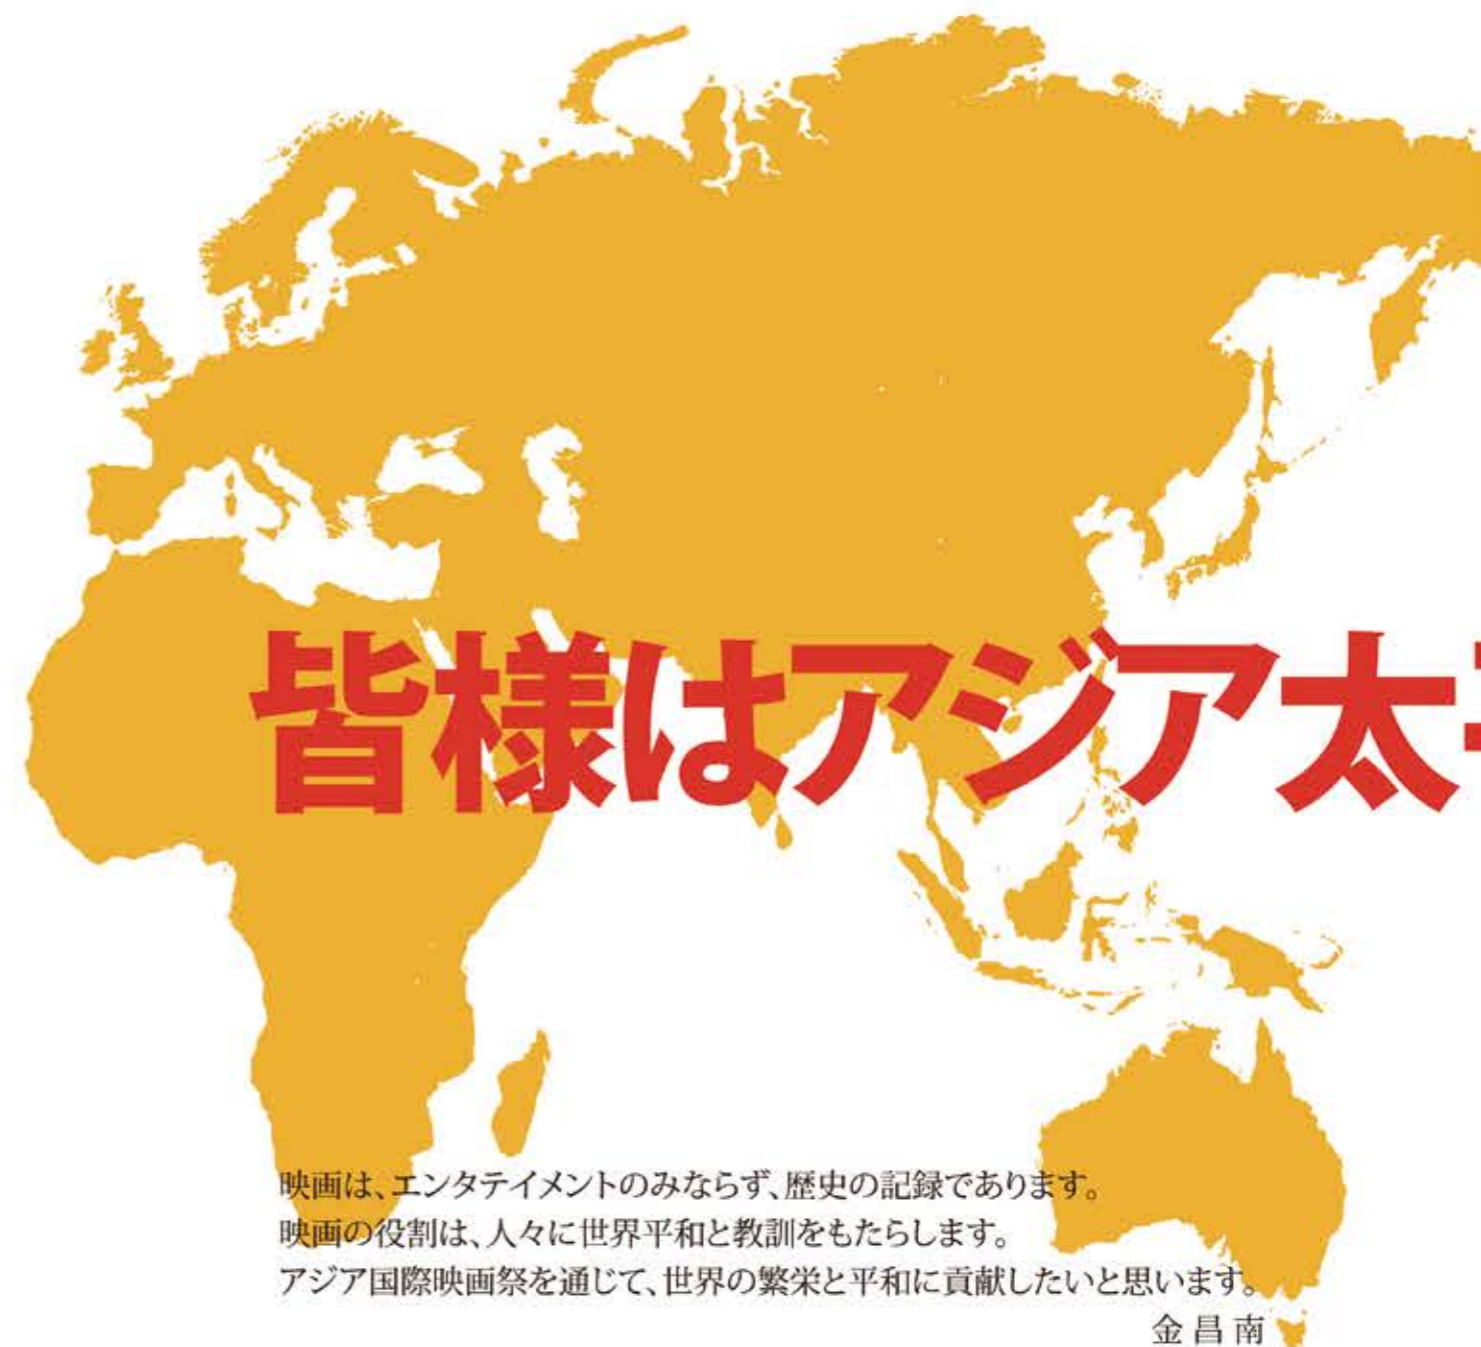 皆様はアジア太
映画は、エンタテイメントのみならず、歴史の記録であります。
映画の役割は、人々に世界平和と教訓をもたらします。
アジア国際映画祭を通じて、世界の繁栄と平和に貢献したいと思います。
金昌南